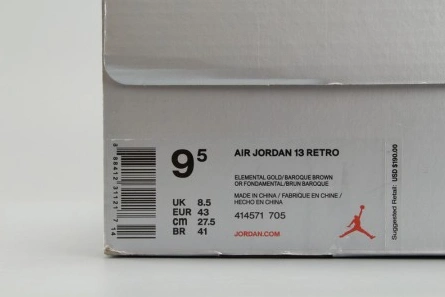 9⁵
AIR JORDAN 13 RETRO
ELEMENTAL GOLD/BAROQUE BROWN
OR FONDAMENTAL/BRUN BAROQUE
UK 8.5
EUR 43
cm 27.5
BR 41
MADE IN CHINA / FABRIQUE EN CHINE /
HECHO EN CHINA
414571 705
JORDAN.COM
Suggested Retail: USD $190.00